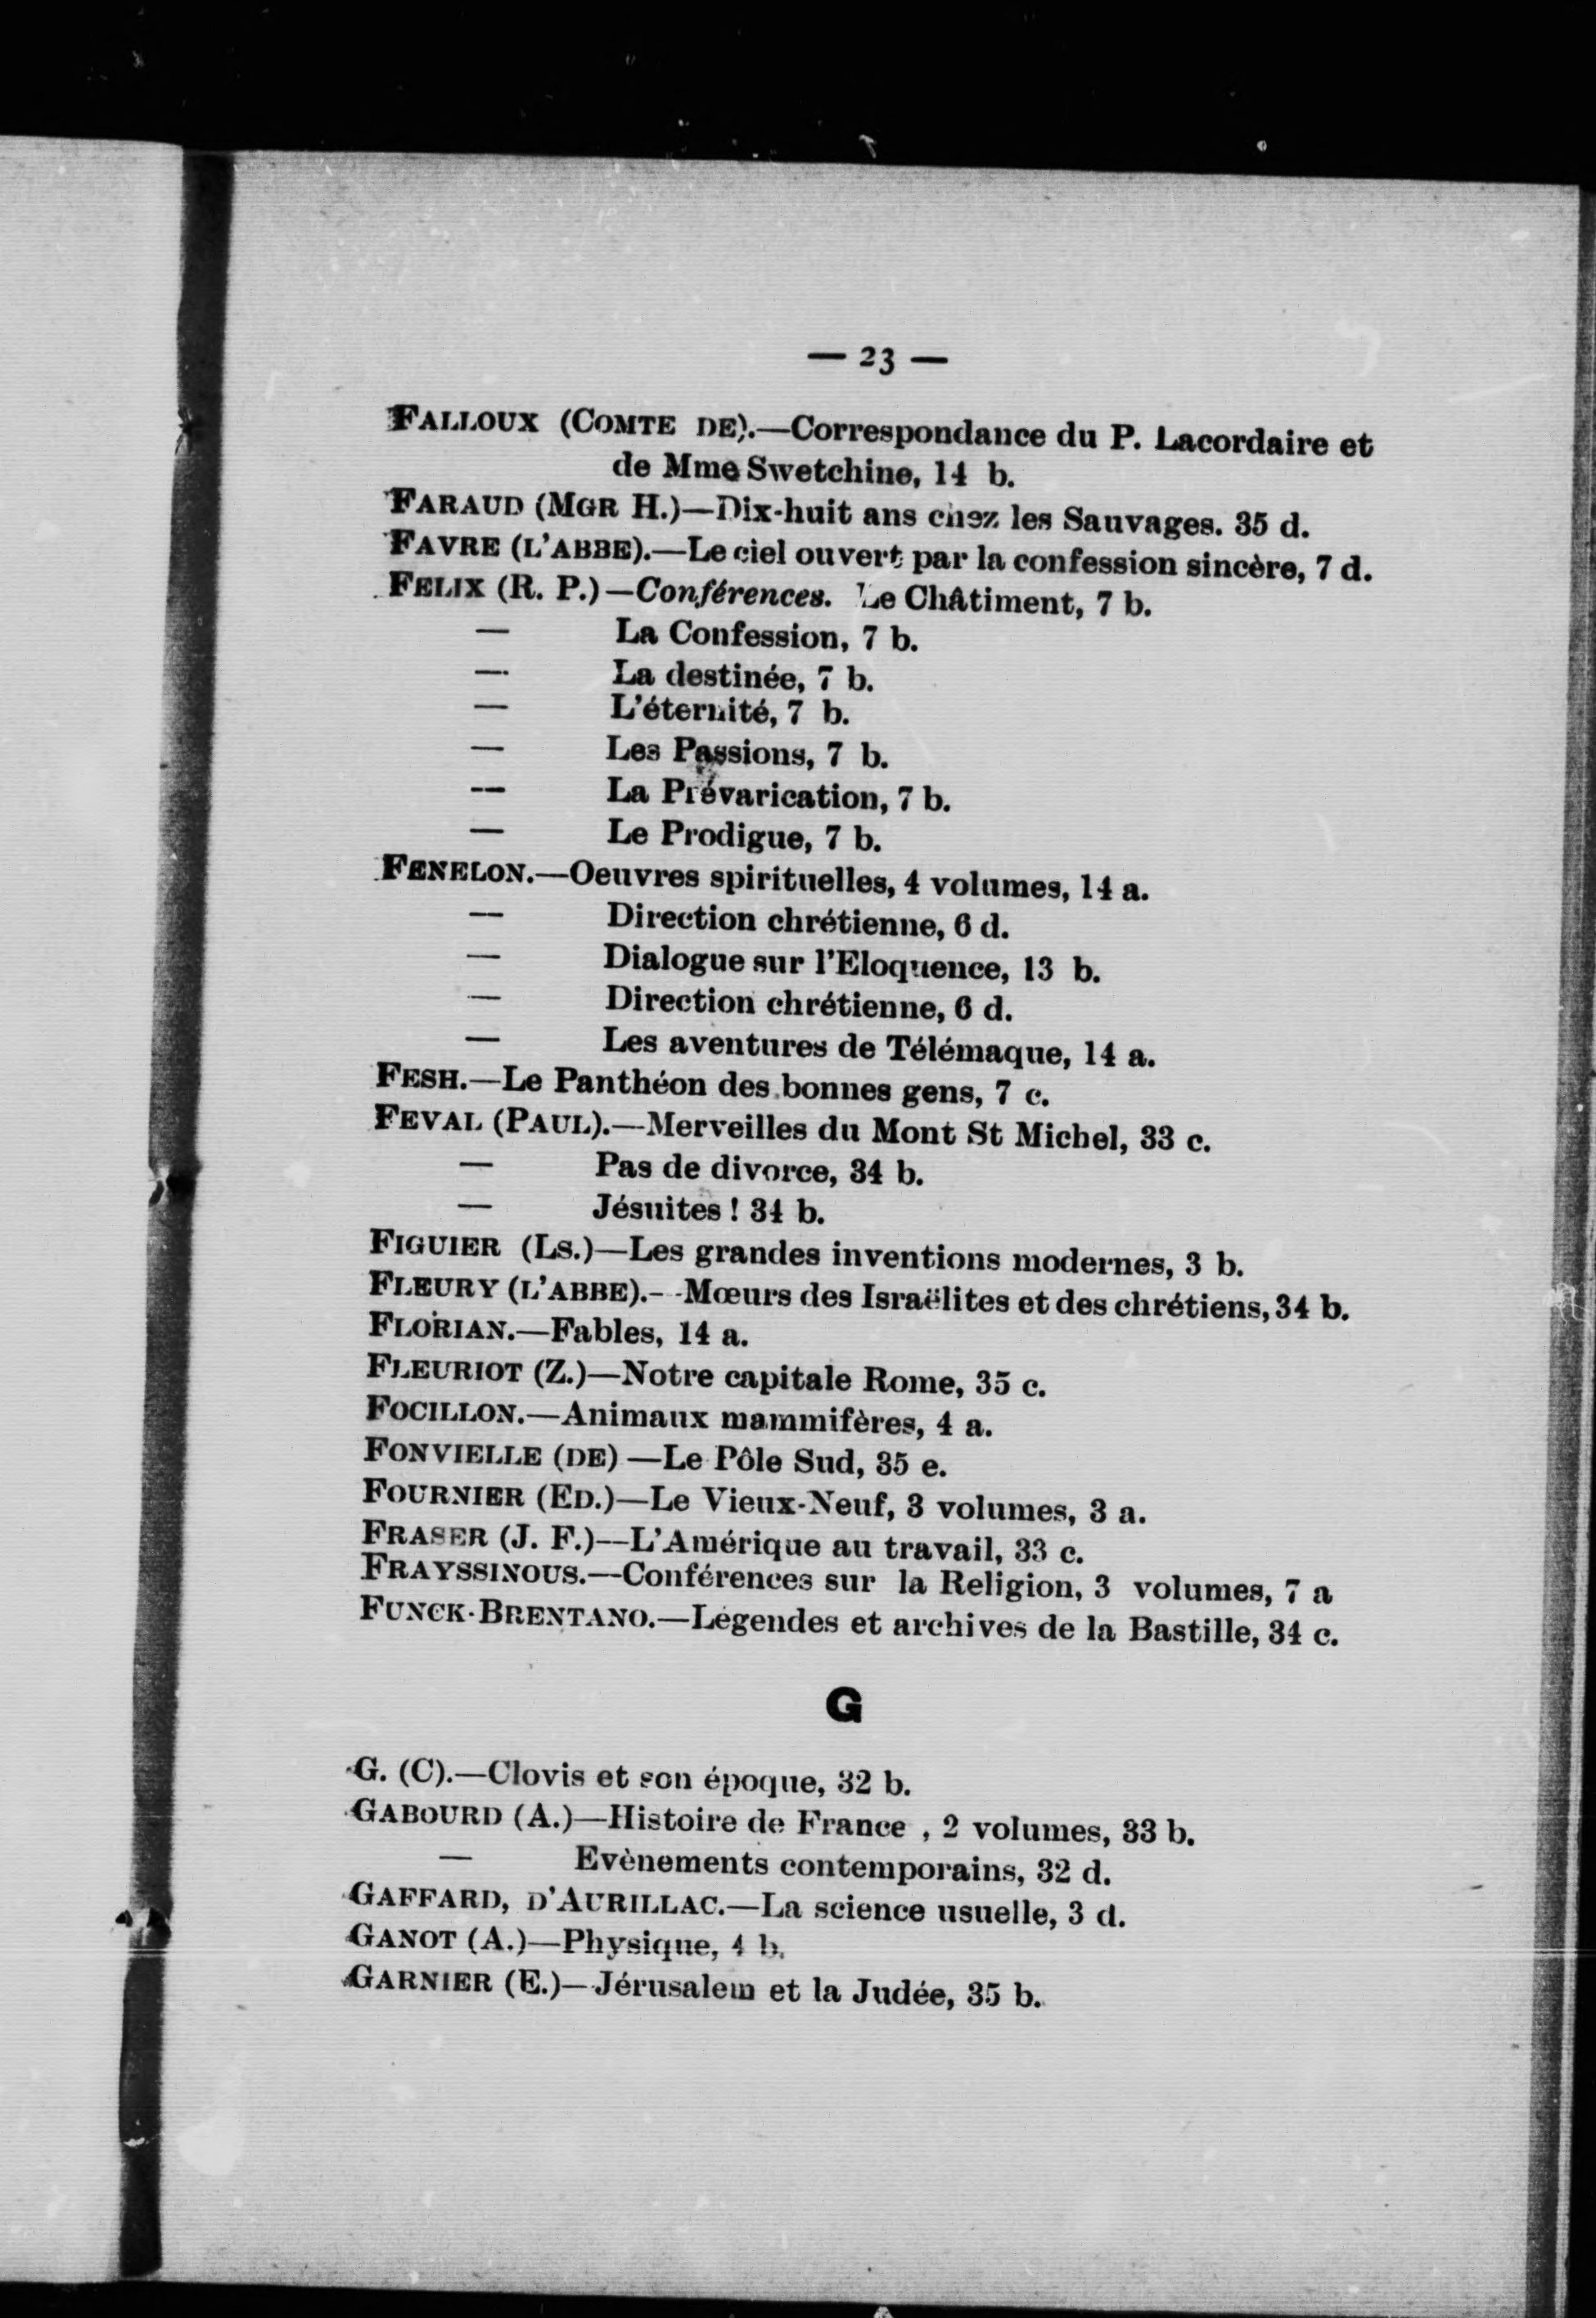 — 23 —
FALLOUX (COMTE DE).—Correspondance du P. Lacordaire et
de Mme Swetchine, 14 b.
FARAUD (MGR H.)—Dix-huit ans chez les Sauvages. 35 d.
FAVRE (L'ABBE).—Le ciel ouvert par la confession sincère, 7 d.
FELIX (R. P.)—Conférences. Le Châtiment, 7 b.
— La Confession, 7 b.
— La destinée, 7 b.
— L'éternité, 7 b.
— Les Passions, 7 b.
— La Prévarication, 7 b.
— Le Prodigue, 7 b.
FENELON.—Oeuvres spirituelles, 4 volumes, 14 a.
— Direction chrétienne, 6 d.
— Dialogue sur l'Eloquence, 13 b.
— Direction chrétienne, 6 d.
— Les aventures de Télémaque, 14 a.
FESH.—Le Panthéon des bonnes gens, 7 c.
FEVAL (PAUL).—Merveilles du Mont St Michel, 33 c.
— Pas de divorce, 34 b.
— Jésuites ! 34 b.
FIGUIER (LS.)—Les grandes inventions modernes, 3 b.
FLEURY (L'ABBE).--Mœurs des Israëlites et des chrétiens, 34 b.
FLORIAN.—Fables, 14 a.
FLEURIOT (Z.)—Notre capitale Rome, 35 c.
FOCILLON.—Animaux mammifères, 4 a.
FONVIELLE (DE) —Le Pôle Sud, 35 e.
FOURNIER (ED.)—Le Vieux-Neuf, 3 volumes, 3 a.
FRASER (J. F.)—L'Amérique au travail, 33 c.
FRAYSSINOUS.—Conférences sur la Religion, 3 volumes, 7 a
FUNCK-BRENTANO.—Légendes et archives de la Bastille, 34 c.
G
G. (C).—Clovis et son époque, 32 b.
GABOURD (A.)—Histoire de France , 2 volumes, 33 b.
— Evènements contemporains, 32 d.
GAFFARD, D'AURILLAC.—La science usuelle, 3 d.
GANOT (A.)—Physique, 4 b.
GARNIER (E.)—Jérusalem et la Judée, 35 b.